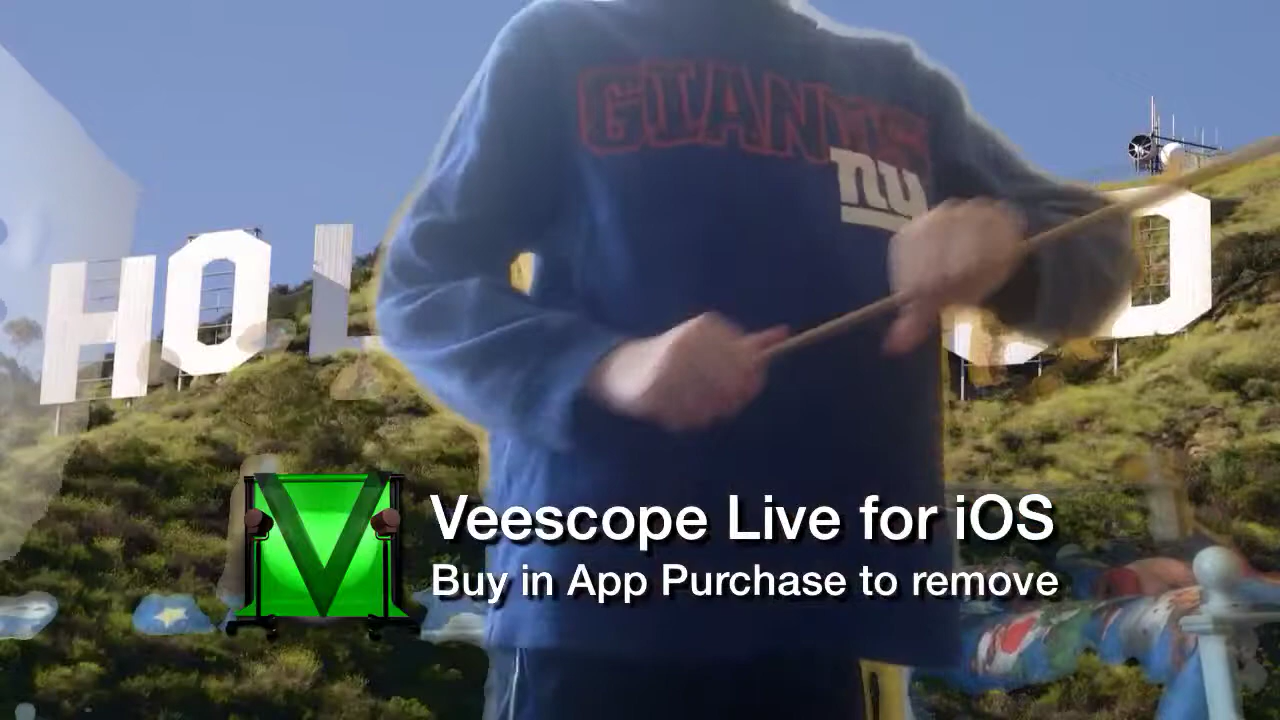 GIANTS
ny
HOL
D
V
Veescope Live for iOS
Buy in App Purchase to remove